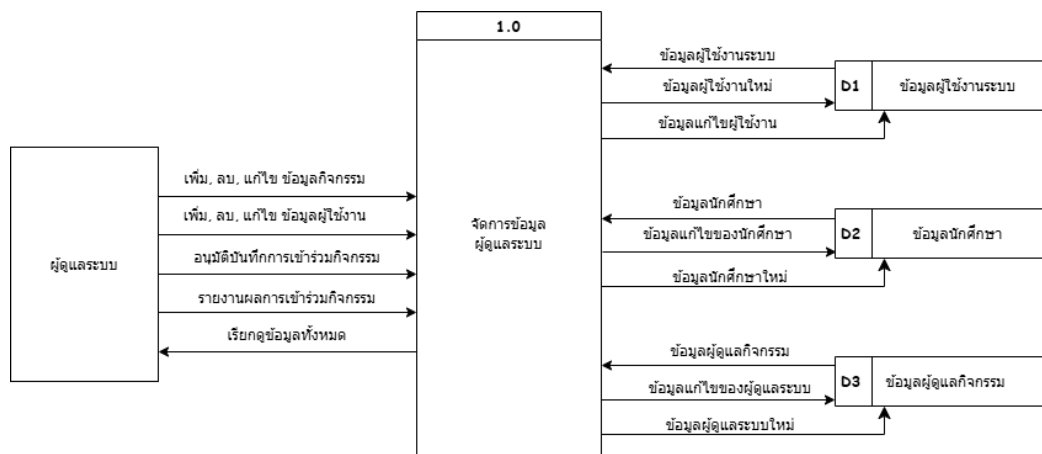 1.0
ข้อมูลผู้ใช้งานระบบ
ข้อมูลผู้ใช้งานใหม่
D1
ข้อมูลผู้ใช้งานระบบ
ข้อมูลแก้ไขผู้ใช้งาน
เพิ่ม, ลบ, แก้ไข ข้อมูลกิจกรรม
เพิ่ม, ลบ, แก้ไข ข้อมูลผู้ใช้งาน
ผู้ดูแลระบบ
อนุมัติบันทึกการเข้าร่วมกิจกรรม
รายงานผลการเข้าร่วมกิจกรรม
เรียกดูข้อมูลทั้งหมด
จัดการข้อมูล
ผู้ดูแลระบบ
ข้อมูลนักศึกษา
ข้อมูลแก้ไขของนักศึกษา
D2
ข้อมูลนักศึกษา
ข้อมูลนักศึกษาใหม่
ข้อมูลผู้ดูแลกิจกรรม
ข้อมูลแก้ไขของผู้ดูแลระบบ
D3
ข้อมูลผู้ดูแลกิจกรรม
ข้อมูลผู้ดูแลระบบใหม่